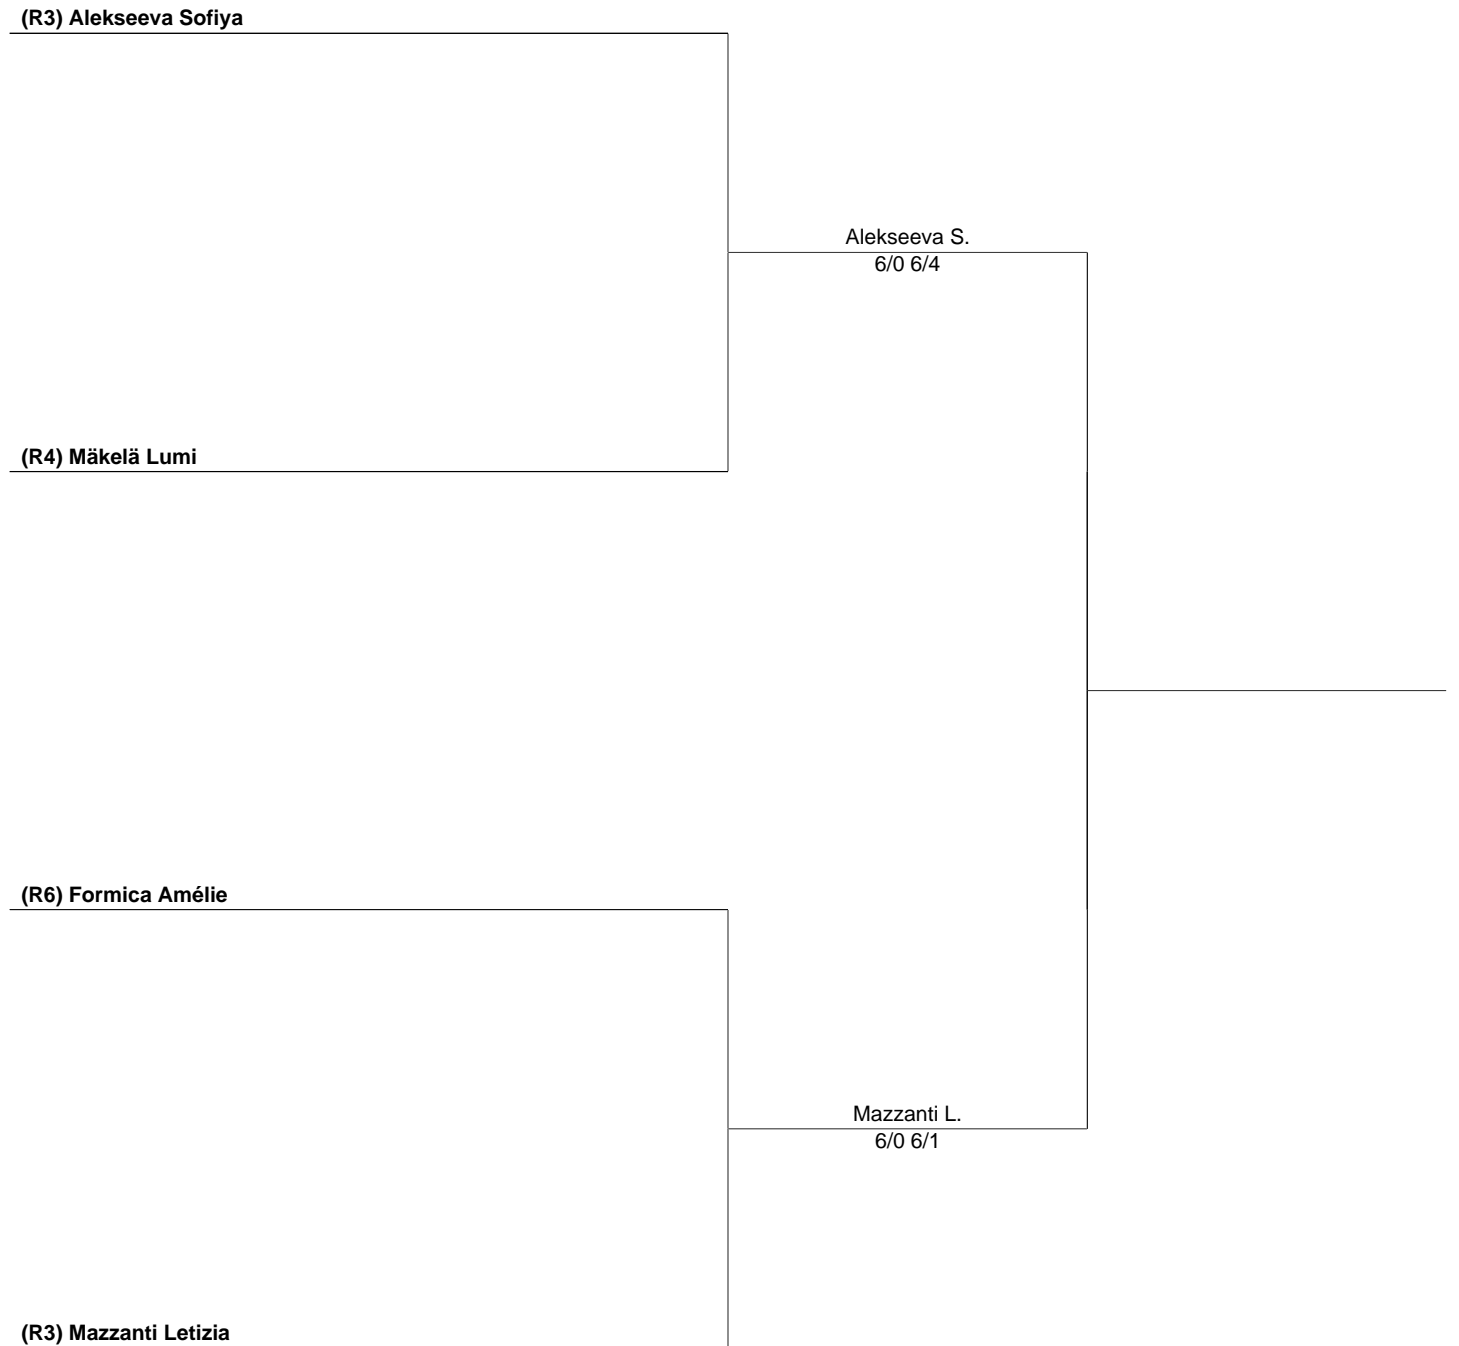 (R3) Alekseeva Sofiya
Alekseeva S.
6/0 6/4
(R4) Mäkelä Lumi
(R6) Formica Amélie
Mazzanti L.
6/0 6/1
(R3) Mazzanti Letizia